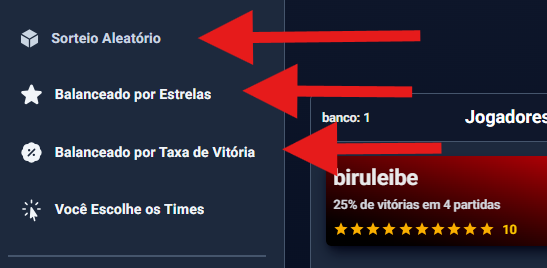 Sorteio Aleatório
Balanceado por Estrelas
Balanceado por Taxa de Vitória
Você Escolhe os Times
banco: 1
Jogadores
biruleibe
25% de vitórias em 4 partidas
10